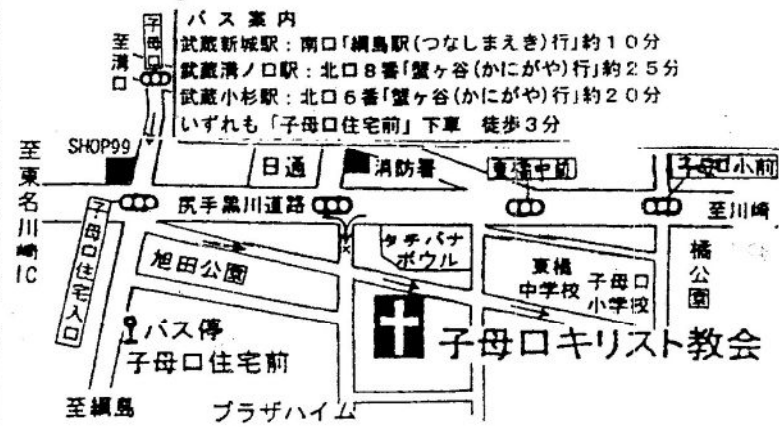 バス案内
武蔵新城駅：南口「綱島駅(つなしまえき)行」約10分
武蔵溝ノ口駅：北口8番「蟹ヶ谷(かにがや)行」約25分
武蔵小杉駅：北口6番「蟹ヶ谷(かにがや)行」約20分
いずれも「子母口住宅前」下車 徒歩3分
子母口
至溝口
SHOP99
日通
消防署
東橘中前
子母口小前
至東名川崎IC
尻手黒川道路
至川崎
子母口住宅入口
旭田公園
タチバナ
ボウル
東橘
中学校
子母口
小学校
橘公園
バス停
子母口住宅前
子母口キリスト教会
至綱島
プラザハイム